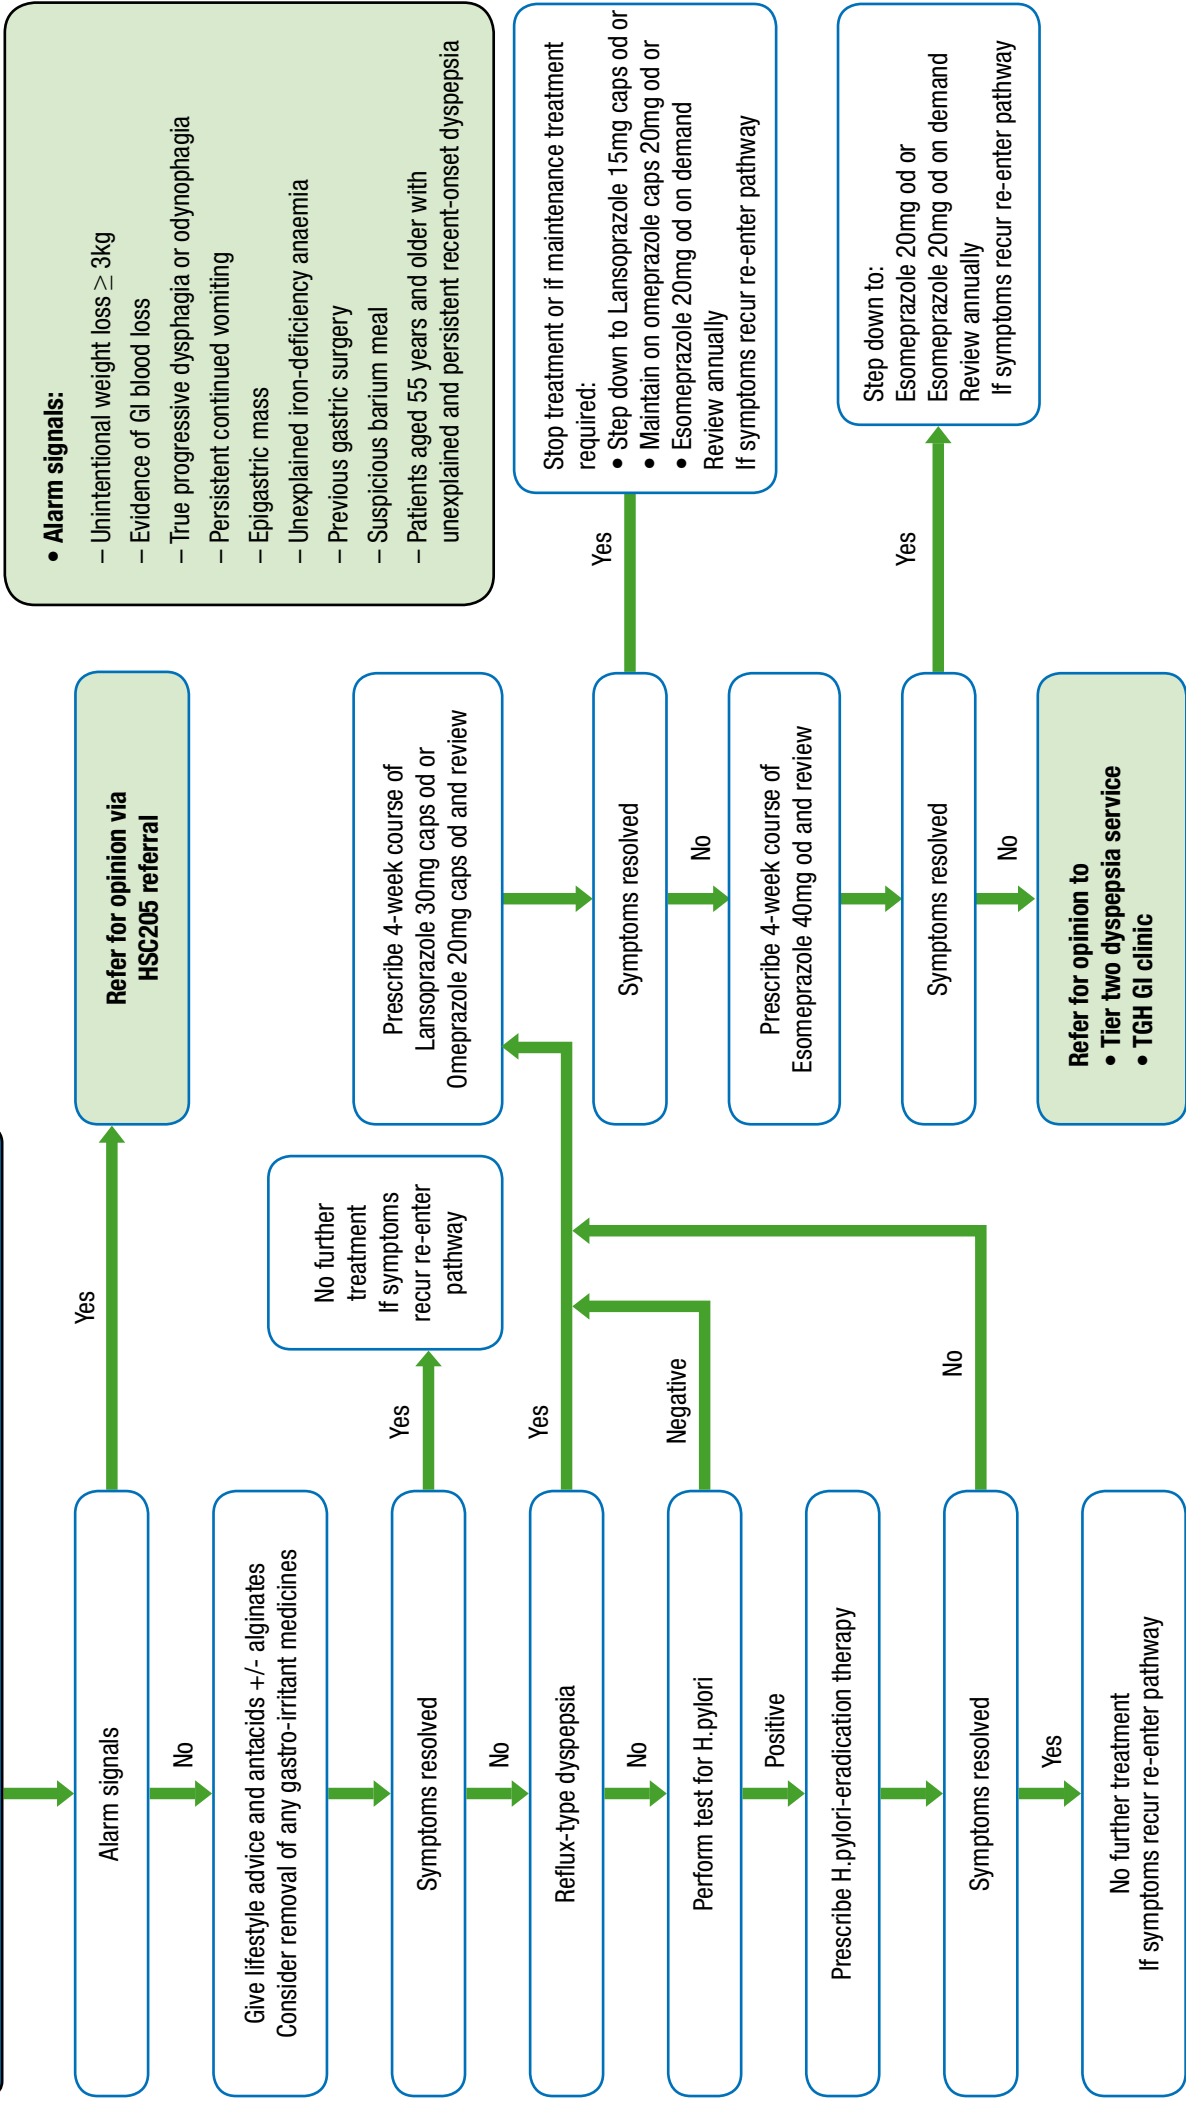 Alarm signals
Yes
Refer for opinion via
HSC205 referral
No
Give lifestyle advice and antacids +/- alginates
Consider removal of any gastro-irritant medicines
Symptoms resolved
Yes
No further
treatment
If symptoms
recur re-enter
pathway
No
Reflux-type dyspepsia
Yes
No
Perform test for H.pylori
Negative
Positive
Prescribe H.pylori-eradication therapy
Symptoms resolved
No
Yes
No further treatment
If symptoms recur re-enter pathway
Prescribe 4-week course of
Lansoprazole 30mg caps od or
Omeprazole 20mg caps od and review
Symptoms resolved
Yes
No
Prescribe 4-week course of
Esomeprazole 40mg od and review
Symptoms resolved
Yes
No
Refer for opinion to
• Tier two dyspepsia service
• TGH GI clinic
• Alarm signals:
– Unintentional weight loss ≥ 3kg
– Evidence of GI blood loss
– True progressive dysphagia or odynophagia
– Persistent continued vomiting
– Epigastric mass
– Unexplained iron-deficiency anaemia
– Previous gastric surgery
– Suspicious barium meal
– Patients aged 55 years and older with
unexplained and persistent recent-onset dyspepsia
Stop treatment or if maintenance treatment
required:
• Step down to Lansoprazole 15mg caps od or
• Maintain on omeprazole caps 20mg od or
• Esomeprazole 20mg od on demand
Review annually
If symptoms recur re-enter pathway
Step down to:
Esomeprazole 20mg od or
Esomeprazole 20mg od on demand
Review annually
If symptoms recur re-enter pathway